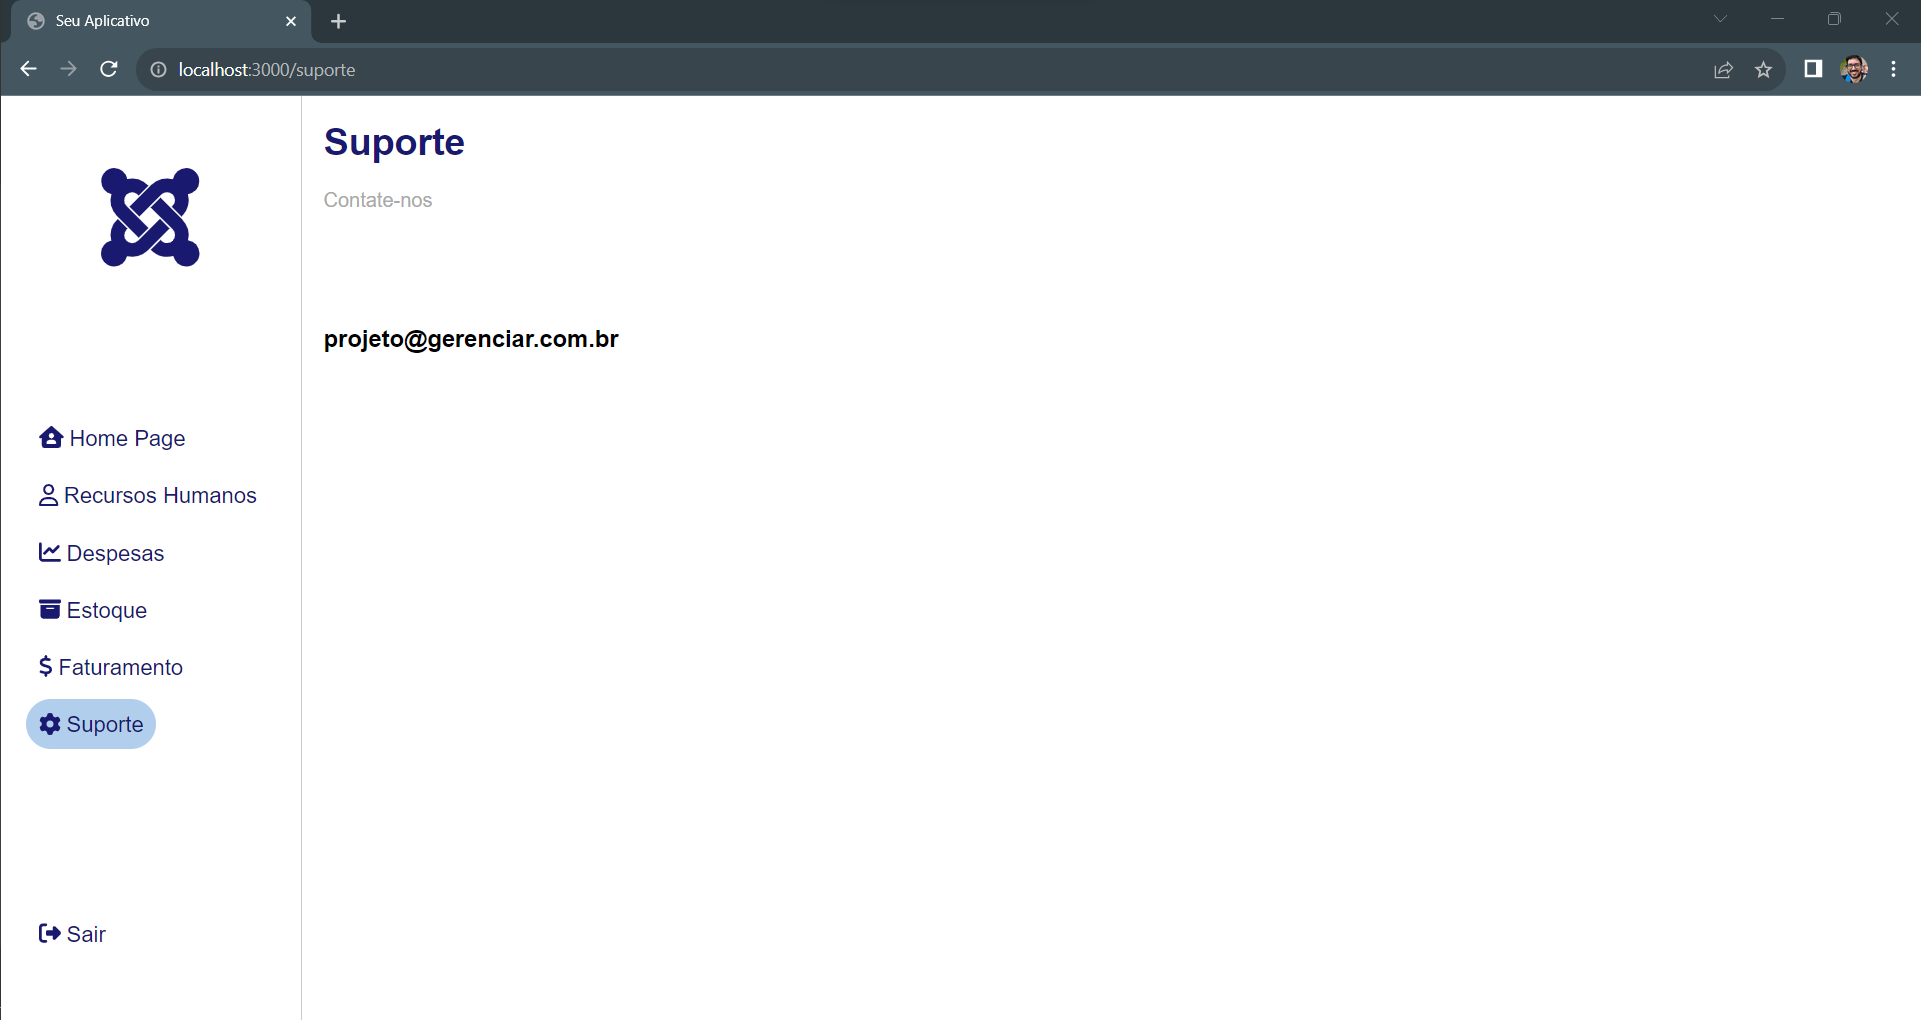 Seu Aplicativo
localhost:3000/suporte
Suporte
Contate-nos
projeto@gerenciar.com.br
Home Page
Recursos Humanos
Despesas
Estoque
Faturamento
Suporte
Sair